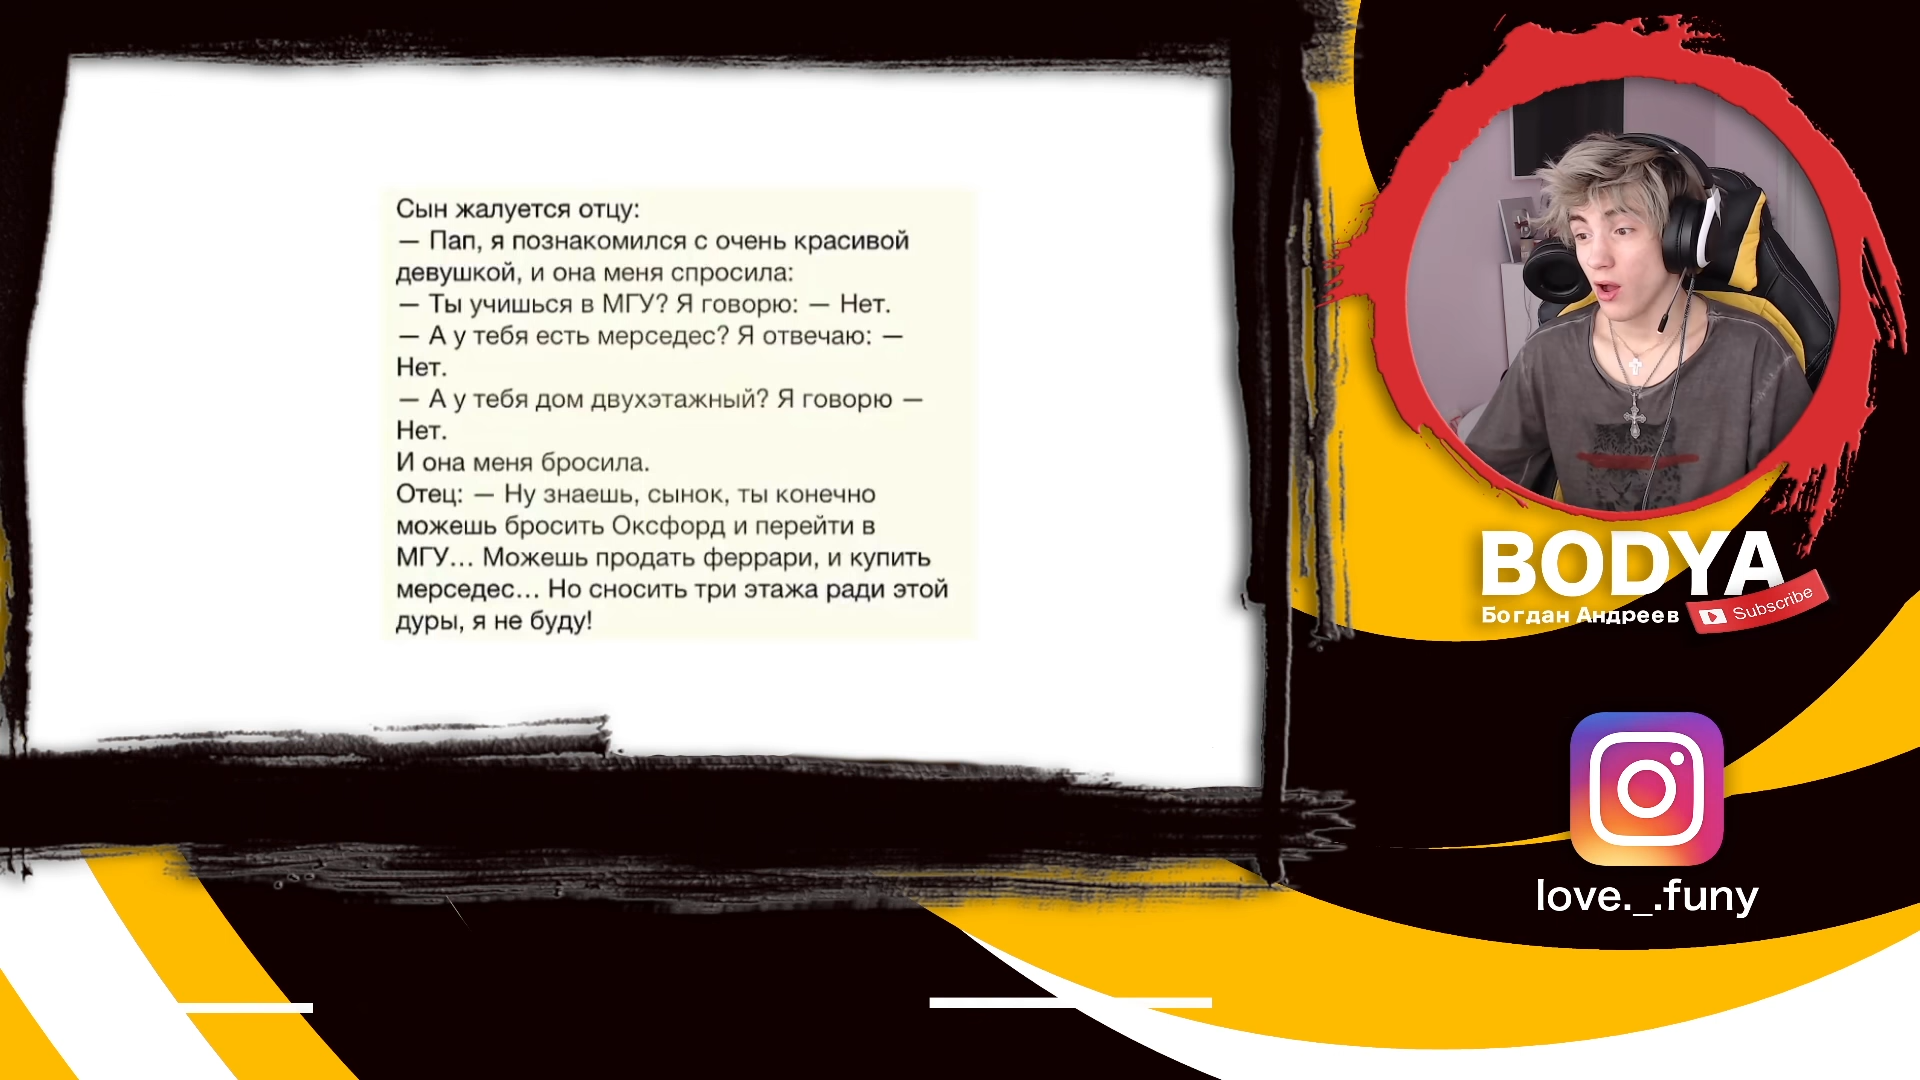 Сын жалуется отцу:
— Пап, я познакомился с очень красивой
девушкой, и она меня спросила:
— Ты учишься в МГУ? Я говорю: — Нет.
— А у тебя есть мерседес? Я отвечаю: —
Нет.
— А у тебя дом двухэтажный? Я говорю —
Нет.
И она меня бросила.
Отец: — Ну знаешь, сынок, ты конечно
можешь бросить Оксфорд и перейти в
МГУ... Можешь продать феррари, и купить
мерседес... Но сносить три этажа ради этой
дуры, я не буду!
BODYA
Богдан Андреев
Subscribe
love._.funy